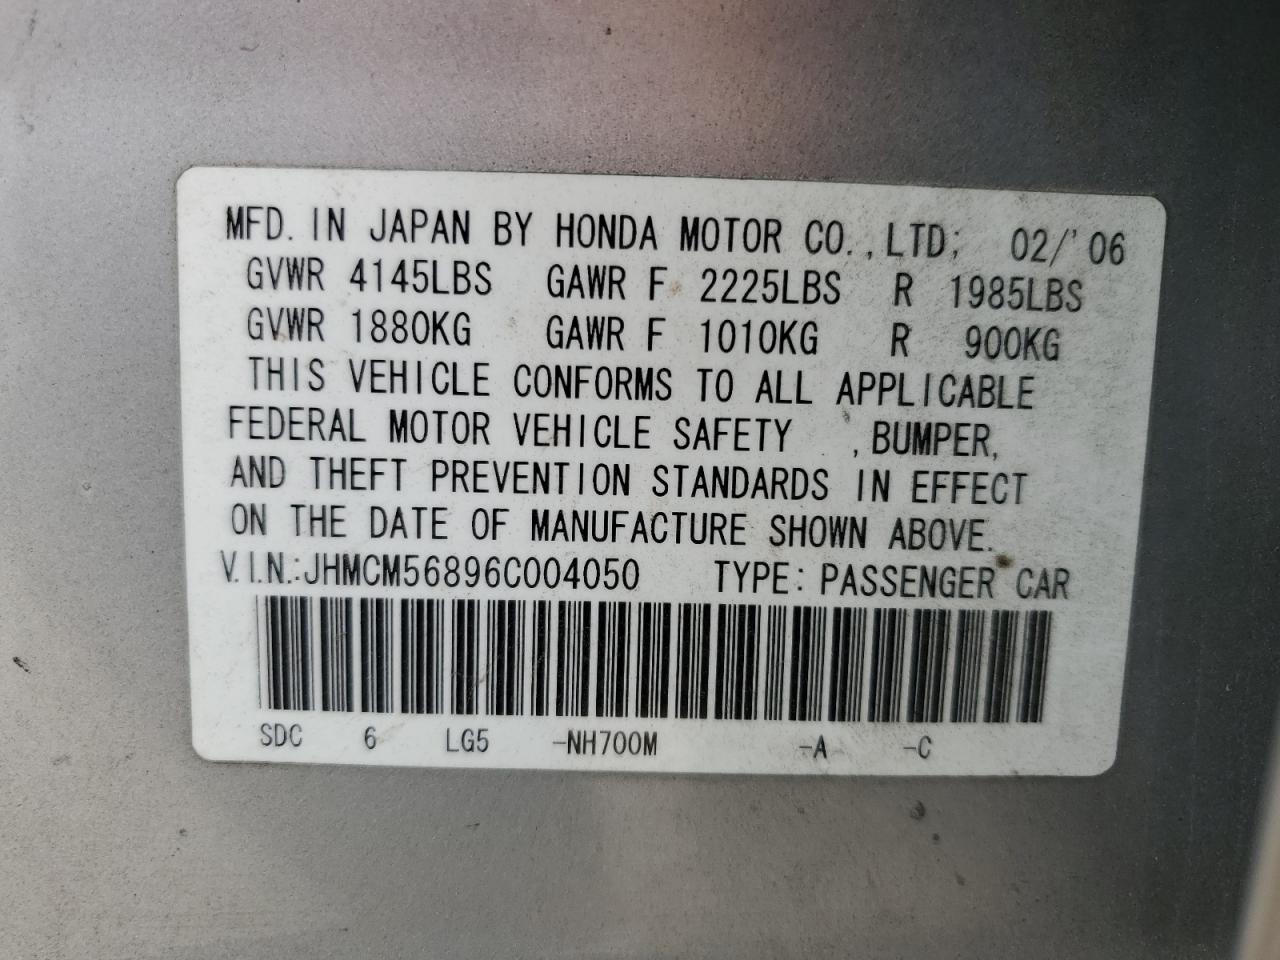 MFD. IN JAPAN BY HONDA MOTOR CO.,LTD; 02/'06
GVWR 4145LBS GAWR F 2225LBS R 1985LBS
GVWR 1880KG GAWR F 1010KG R 900KG
THIS VEHICLE CONFORMS TO ALL APPLICABLE
FEDERAL MOTOR VEHICLE SAFETY ,BUMPER,
AND THEFT PREVENTION STANDARDS IN EFFECT
ON THE DATE OF MANUFACTURE SHOWN ABOVE.
V.I.N.:JHMCM56896C004050 TYPE: PASSENGER CAR
SDC 6 LG5 -NH700M -A -C